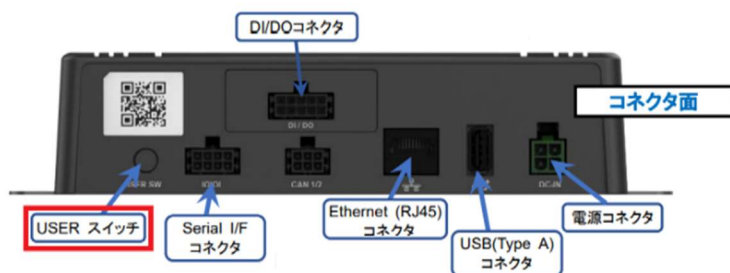 DI/DOコネクタ
コネクタ面
DI / DO
USER SW
CAN 1/2
DC-IN
USER スイッチ
Serial I/F
コネクタ
Ethernet (RJ45)
コネクタ
USB(Type A)
コネクタ
電源コネクタ